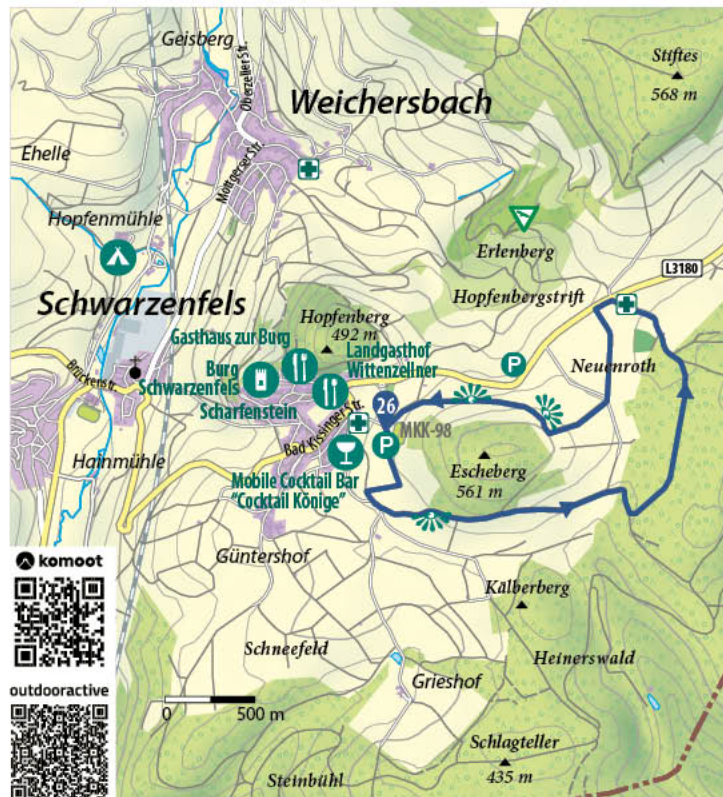 Geisberg
Stiftes
568 m
Oberzeller Str.
Weichersbach
Ehelle
Mottgerser Str.
Hopfenmühle
Erlenberg
L3180
Schwarzenfels
Hopfenberg
492 m
Hopfenbergstrift
Gasthaus zur Burg
Landgasthof
Wittenzellner
Neuenroth
Burg
Schwarzenfels
P
Brückenstr.
Scharfenstein
26
MKK-98
Bad Kissinger Str.
P
Hainmühle
Escheberg
561 m
Mobile Cocktail Bar
"Cocktail Könige"
komoot
Güntershof
Kälberberg
Schneefeld
Heinerswald
Grieshof
outdooractive
0 500 m
Schlagteller
435 m
Steinbühl